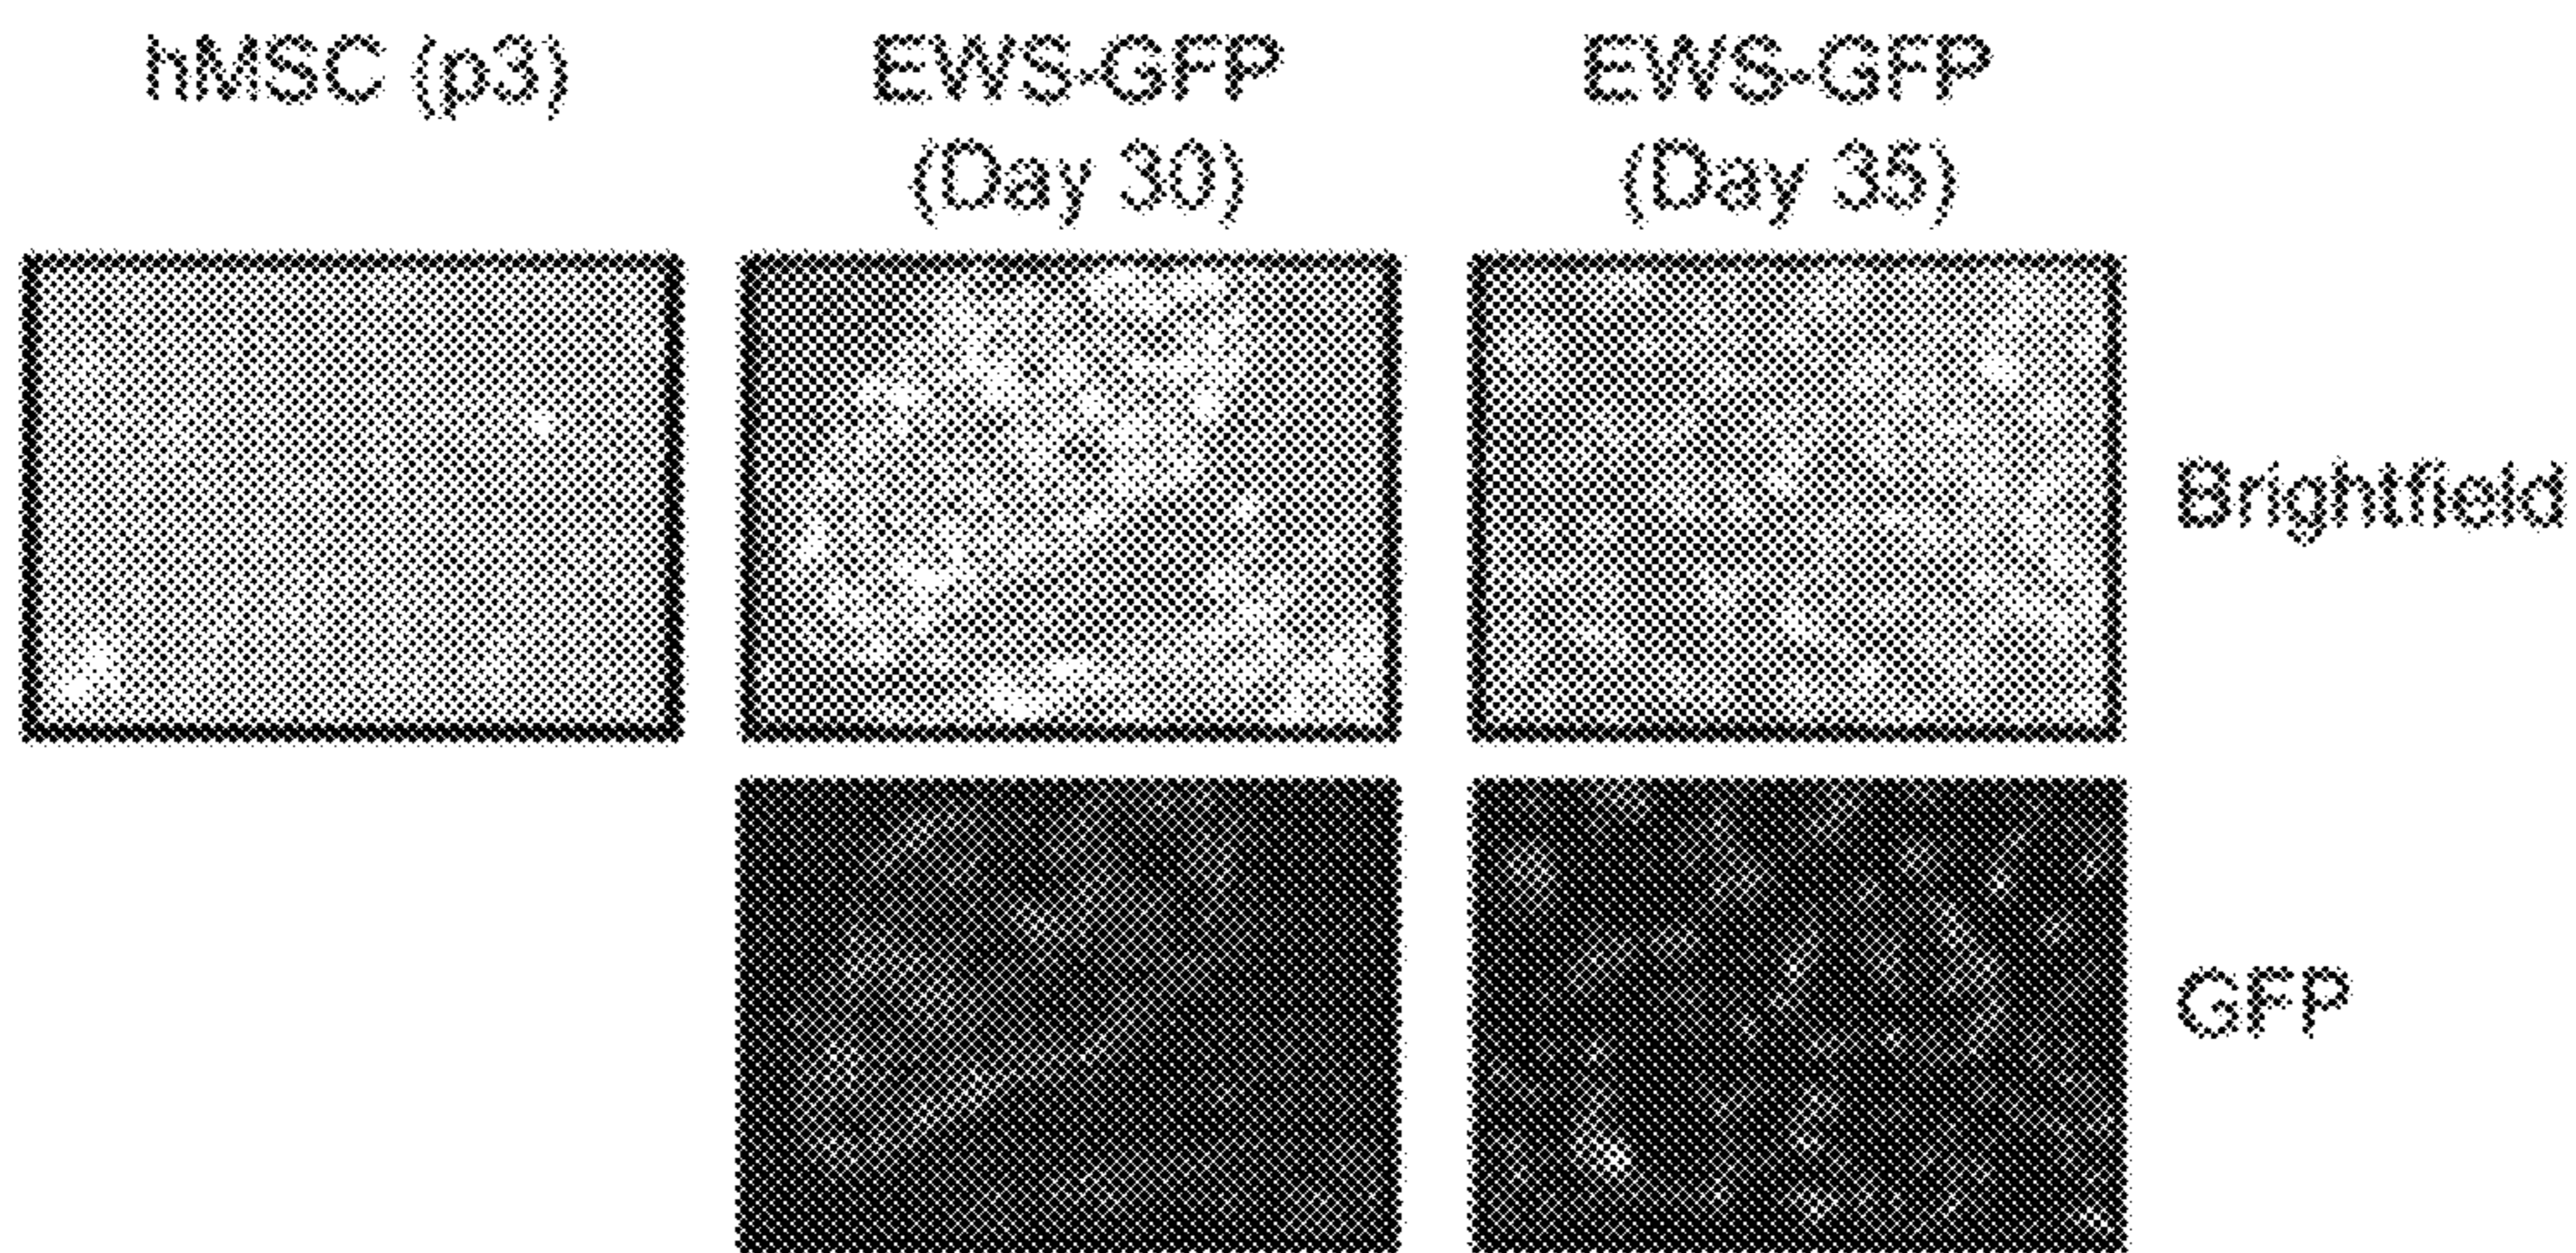 hMSC (p3)
EWS-GFP
(Day 30)
EWS-GFP
(Day 35)
Brightfield
GFP